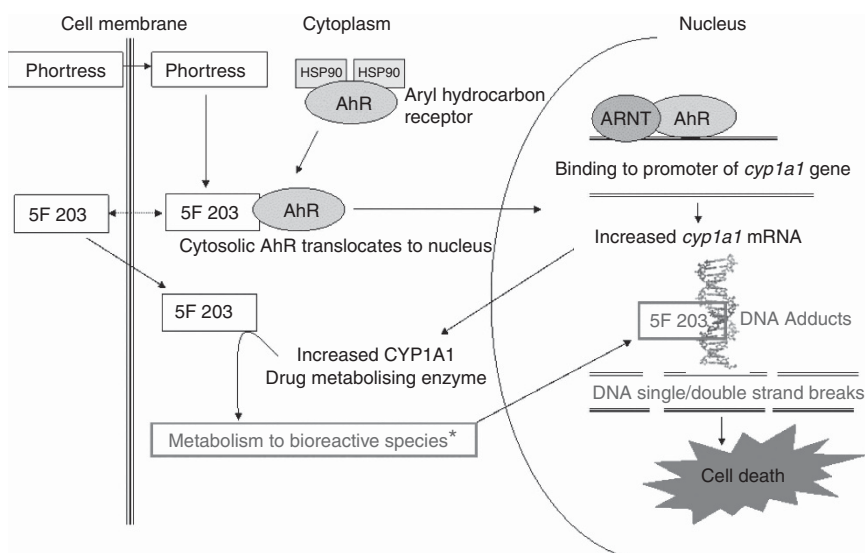 Cell membrane
Cytoplasm
Nucleus
Phortress
Phortress
HSP90
HSP90
AhR
Aryl hydrocarbon
receptor
ARNT
AhR
Binding to promoter of cyp1a1 gene
5F 203
5F 203
AhR
Cytosolic AhR translocates to nucleus
Increased cyp1a1 mRNA
5F 203
5F 203
DNA Adducts
Increased CYP1A1
Drug metabolising enzyme
DNA single/double strand breaks
Metabolism to bioreactive species*
Cell death